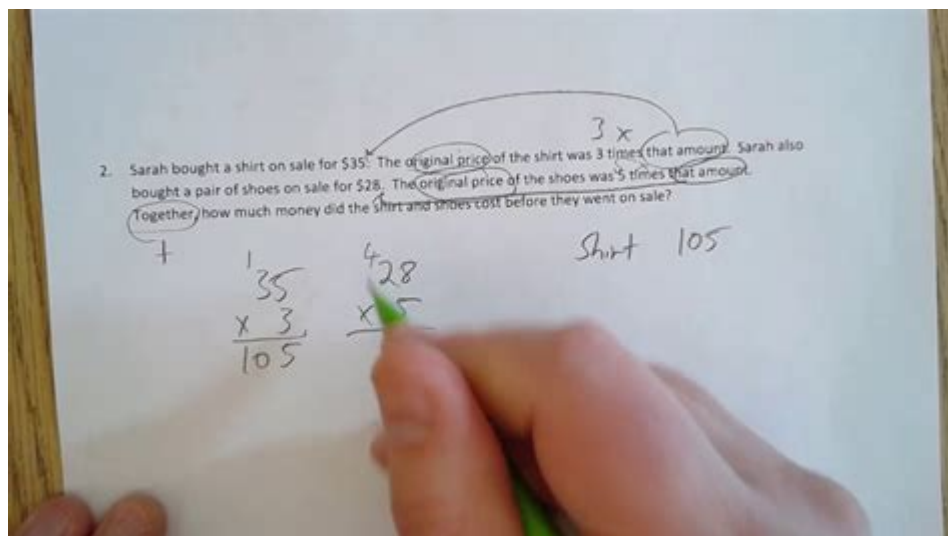 3 x
2. Sarah bought a shirt on sale for $35. The original price of the shirt was 3 times that amount. Sarah also
bought a pair of shoes on sale for $28. The original price of the shoes was 5 times that amount.
Together, how much money did the shirt and shoes cost before they went on sale?
+
Shirt 105
1 4
35 28
x 3 x 5
105